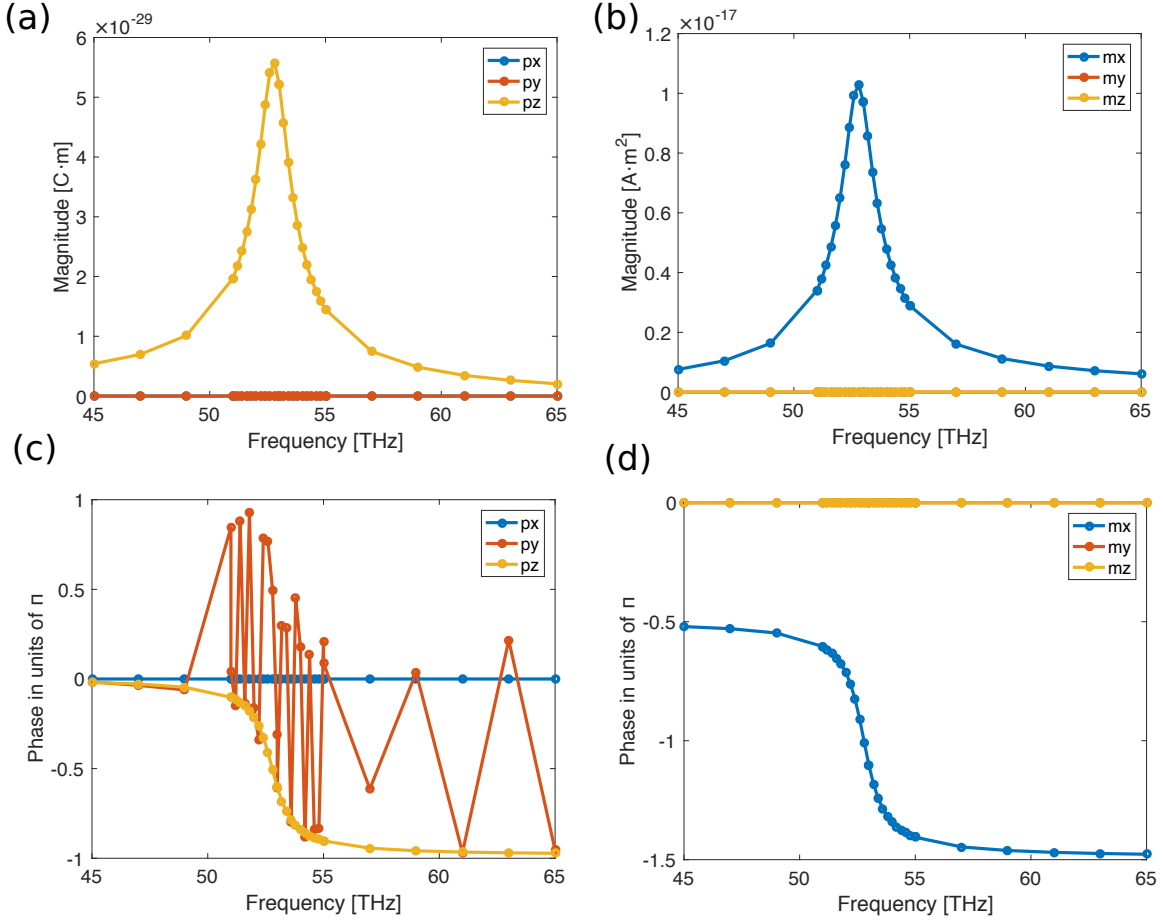 (a)
×10^-29
6
5
4
3
2
1
0
45
50
55
60
65
Magnitude [C·m]
Frequency [THz]
px
py
pz
(b)
×10^-17
1.2
1
0.8
0.6
0.4
0.2
0
45
50
55
60
65
Magnitude [A·m²]
Frequency [THz]
mx
my
mz
(c)
1
0.5
0
-0.5
-1
45
50
55
60
65
Phase in units of π
Frequency [THz]
px
py
pz
(d)
0
-0.5
-1
-1.5
45
50
55
60
65
Phase in units of π
Frequency [THz]
mx
my
mz